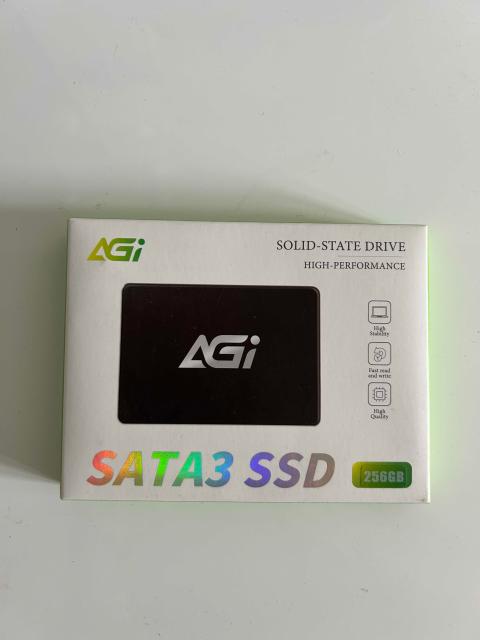 AGi
SOLID-STATE DRIVE
HIGH-PERFORMANCE
AGi
High
Stability
Fast read
and write
High
Quality
SATA3 SSD
256GB